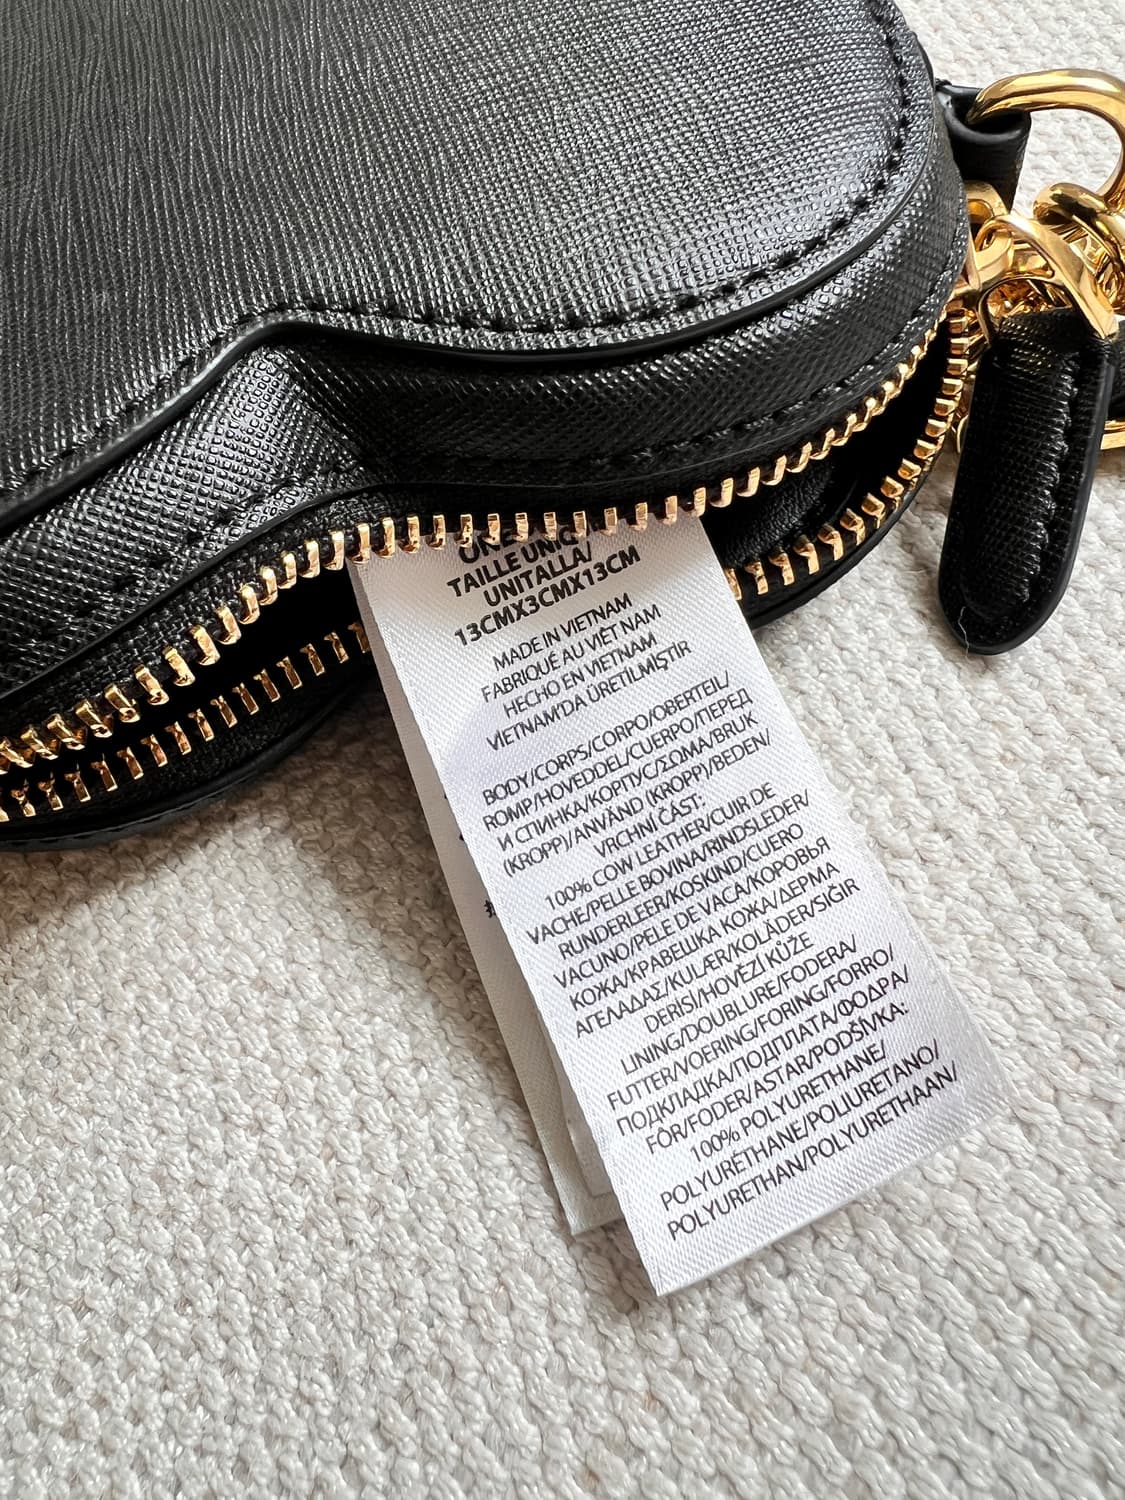 TAILLE UNIQUE
UNITALLA/
13CMX3CMX13CM
MADE IN VIETNAM
FABRIQUÉ AU VIÊT NAM
HECHO EN VIETNAM
VIETNAM'DA ÜRETİLMİŞTİR
BODY/CORPS/CORPO/OBERTEIL/
ROMP/HOVEDDEL/CUERPO/ПЕРЕД
И СПИНКА/КОРПУС/ΣΩΜΑ/BRUK
(KROPP)/ANVÄND (KROPP)/BEDEN/
VRCHNÍ ČÁST:
100% COW LEATHER/CUIR DE
VACHE/PELLE BOVINA/RINDSLEDER/
RUNDERLEER/KOSKIND/CUERO
VACUNO/PELE DE VACA/КОРОВЬЯ
КОЖА/КРАВЕШКА КОЖА/ΔΕΡΜΑ
ΑΓΕΛΑΔΑΣ/KULÆR/KOLÄDER/SIĞIR
DERİSİ/HOVĚZÍ KŮŽE
LINING/DOUBLURE/FODERA/
FUTTER/VOERING/FORING/FORRO/
ПОДКЛАДКА/ПОДПЛАТА/ΦΟΔΡΑ/
FÔR/FODER/ASTAR/PODŠÍVKA:
100% POLYURETHANE/
POLYURÉTHANE/POLIURETANO/
POLYURETHAN/POLYURETHAAN/